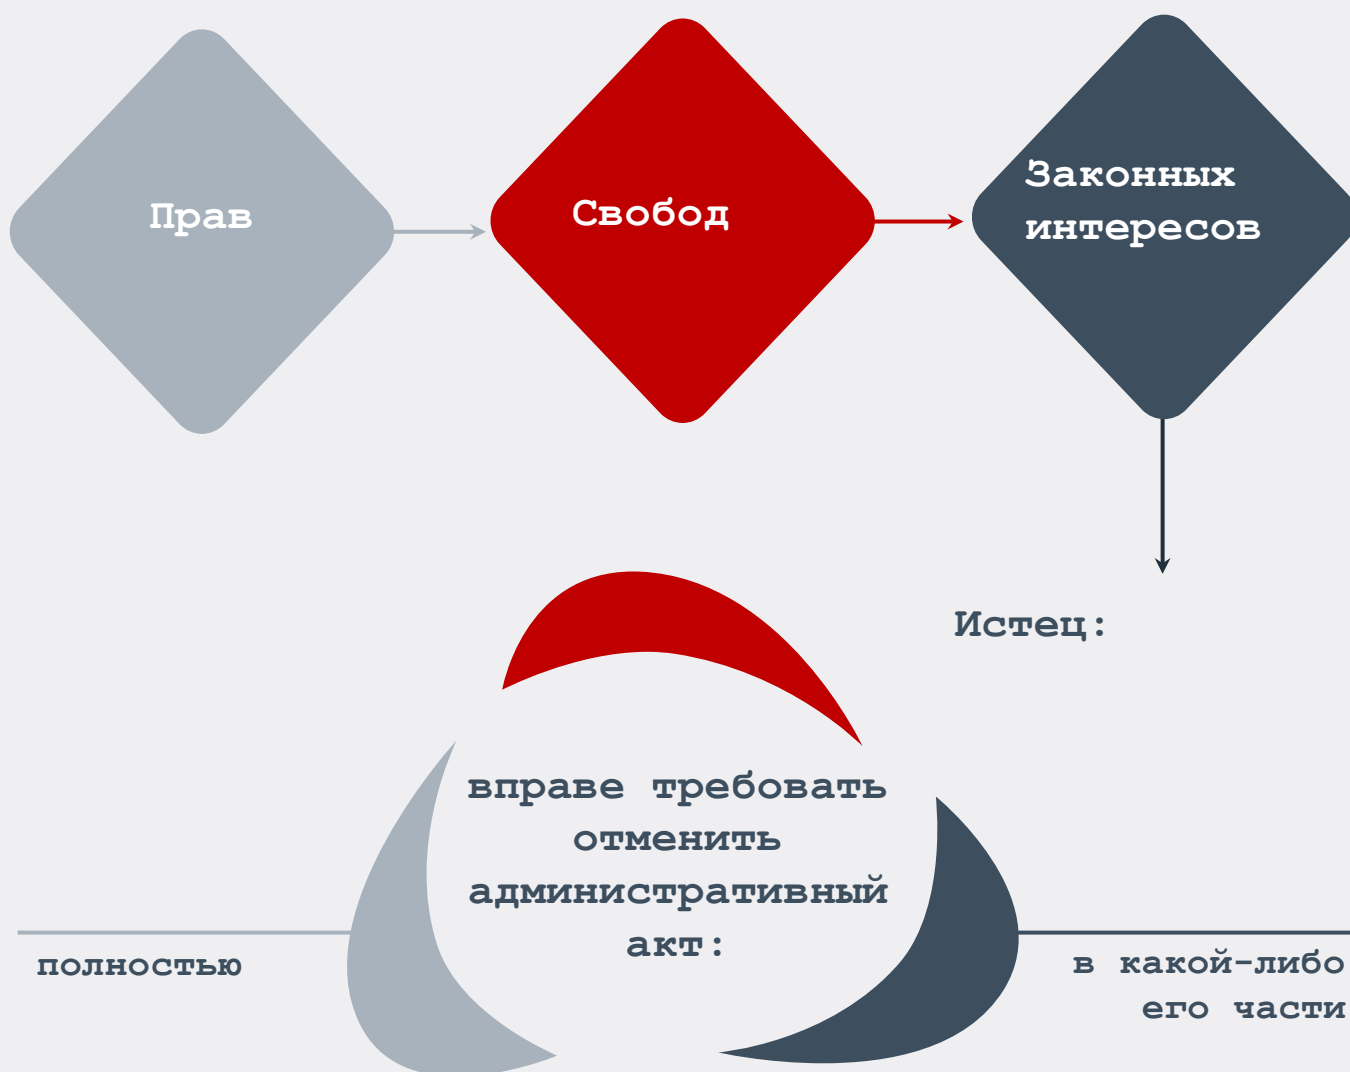 Прав
Свобод
Законных
интересов
Истец:
вправе требовать
отменить
административный
акт:
полностью
в какой-либо
его части